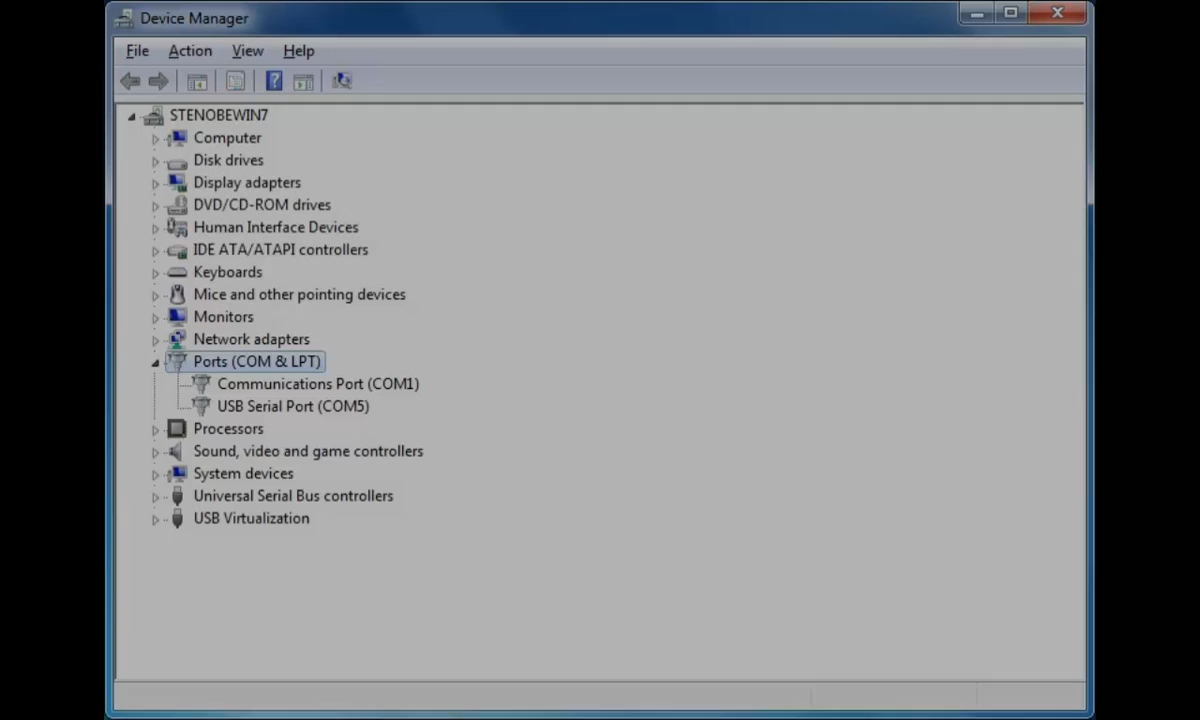 Device Manager
File Action View Help
STENOBEWIN7
Computer
Disk drives
Display adapters
DVD/CD-ROM drives
Human Interface Devices
IDE ATA/ATAPI controllers
Keyboards
Mice and other pointing devices
Monitors
Network adapters
Ports (COM & LPT)
Communications Port (COM1)
USB Serial Port (COM5)
Processors
Sound, video and game controllers
System devices
Universal Serial Bus controllers
USB Virtualization